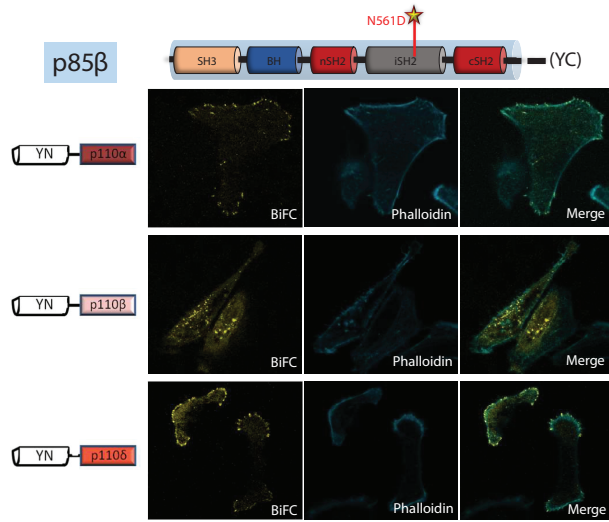 N561D
p85β
SH3
BH
nSH2
iSH2
cSH2
(YC)
YN
p110α
BiFC
Phalloidin
Merge
YN
p110β
BiFC
Phalloidin
Merge
YN
p110δ
BiFC
Phalloidin
Merge